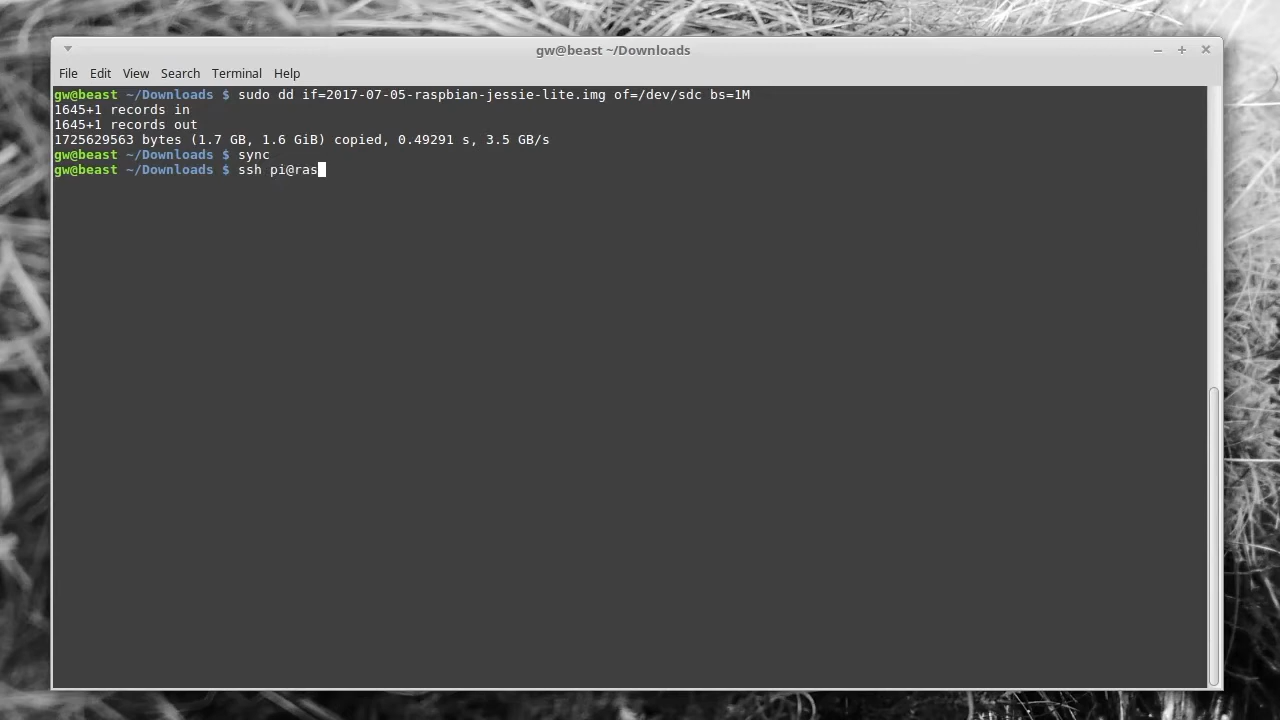 gw@beast ~/Downloads
File Edit View Search Terminal Help
gw@beast ~/Downloads $ sudo dd if=2017-07-05-raspbian-jessie-lite.img of=/dev/sdc bs=1M
1645+1 records in
1645+1 records out
1725629563 bytes (1.7 GB, 1.6 GiB) copied, 0.49291 s, 3.5 GB/s
gw@beast ~/Downloads $ sync
gw@beast ~/Downloads $ ssh pi@ras